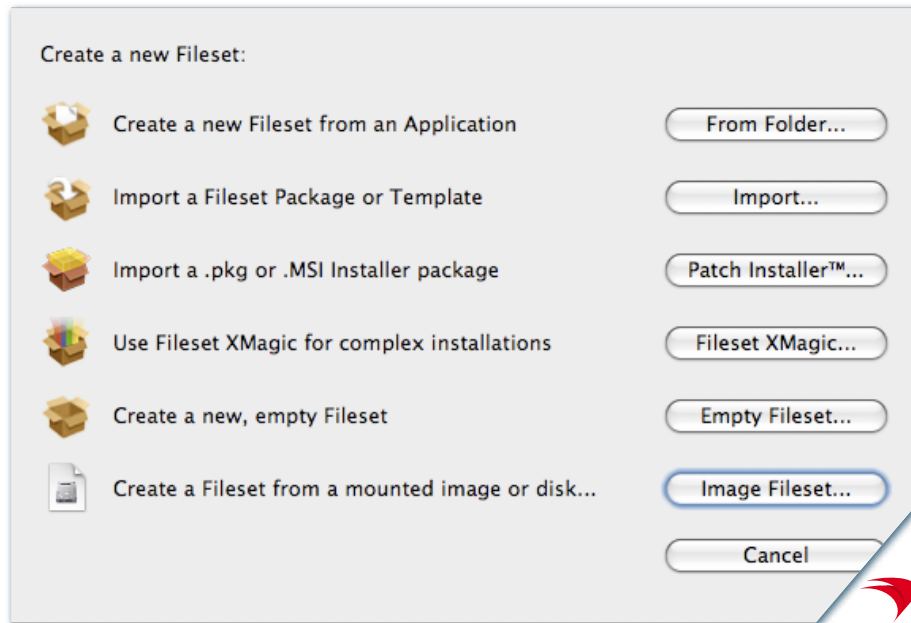 Create a new Fileset:
Create a new Fileset from an Application From Folder...
Import a Fileset Package or Template Import...
Import a .pkg or .MSI Installer package Patch Installer™...
Use Fileset XMagic for complex installations Fileset XMagic...
Create a new, empty Fileset Empty Fileset...
Create a Fileset from a mounted image or disk... Image Fileset...
Cancel